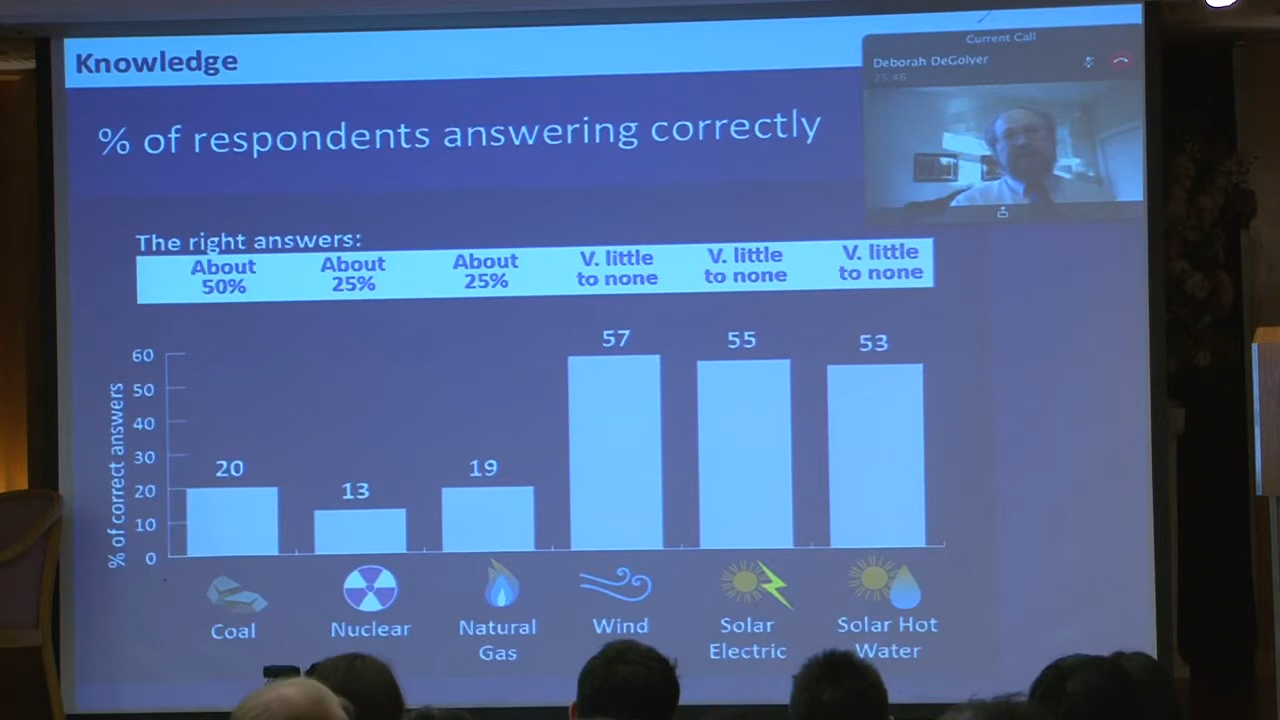 Knowledge
Current Call
Deborah DeGolyer
25:46
% of respondents answering correctly
The right answers:
About 50%
About 25%
About 25%
V. little to none
V. little to none
V. little to none
% of correct answers
60
50
40
30
20
10
0
20
13
19
57
55
53
Coal
Nuclear
Natural Gas
Wind
Solar Electric
Solar Hot Water